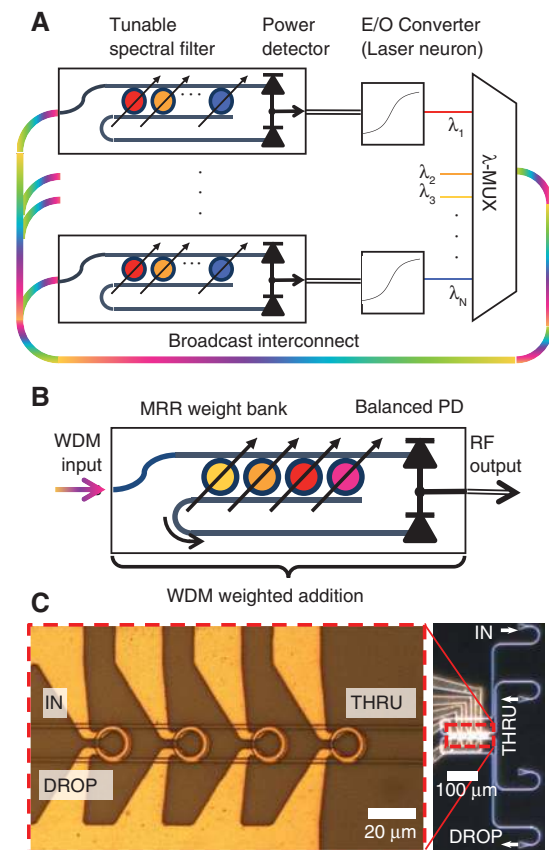 A
Tunable
spectral filter
Power
detector
E/O Converter
(Laser neuron)
...
λ1
λ2
λ3
λ-MUX
...
λN
Broadcast interconnect
B
MRR weight bank
Balanced PD
WDM
input
RF
output
WDM weighted addition
C
IN
THRU
DROP
20 μm
IN
THRU
100 μm
DROP